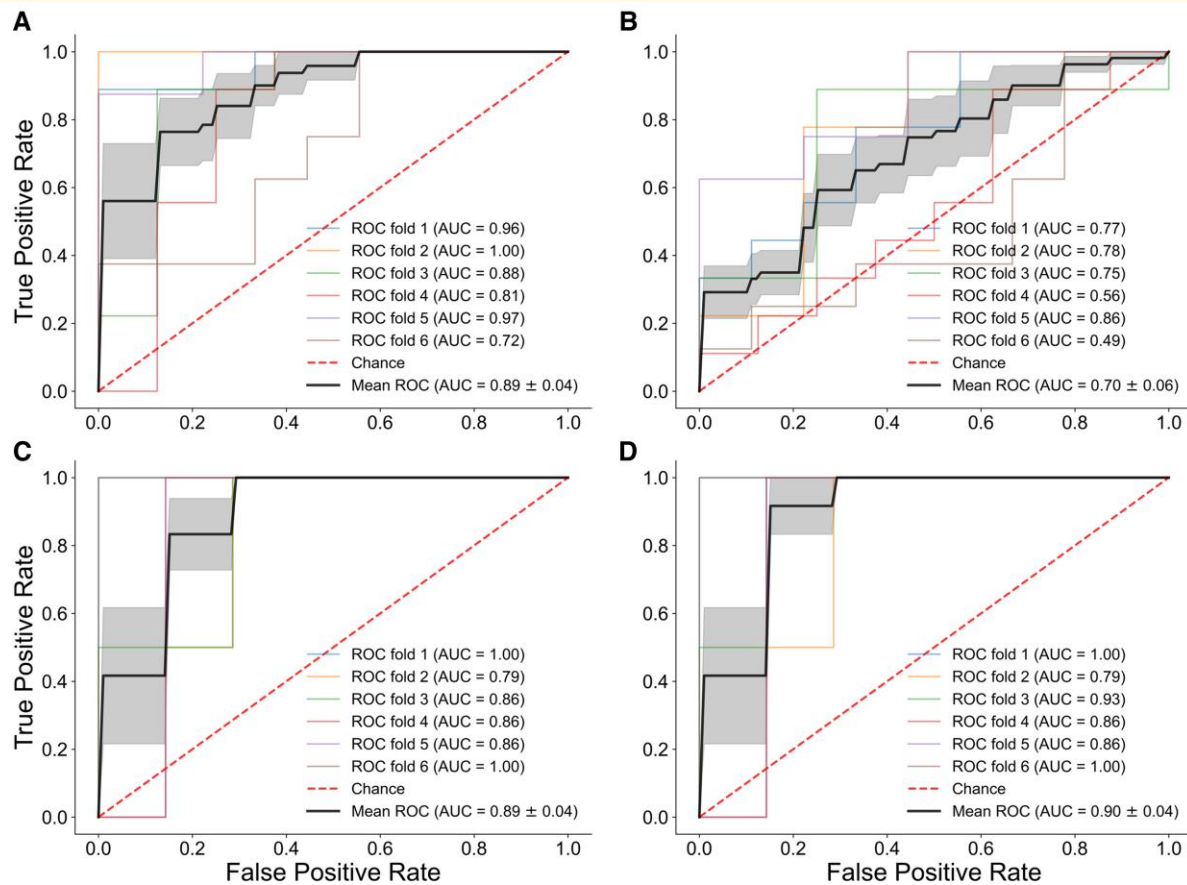 A
True Positive Rate
1.0
0.8
0.6
0.4
0.2
0.0
ROC fold 1 (AUC = 0.96)
ROC fold 2 (AUC = 1.00)
ROC fold 3 (AUC = 0.88)
ROC fold 4 (AUC = 0.81)
ROC fold 5 (AUC = 0.97)
ROC fold 6 (AUC = 0.72)
Chance
Mean ROC (AUC = 0.89 ± 0.04)
0.0 0.2 0.4 0.6 0.8 1.0
B
1.0
0.8
0.6
0.4
0.2
0.0
ROC fold 1 (AUC = 0.77)
ROC fold 2 (AUC = 0.78)
ROC fold 3 (AUC = 0.75)
ROC fold 4 (AUC = 0.56)
ROC fold 5 (AUC = 0.86)
ROC fold 6 (AUC = 0.49)
Chance
Mean ROC (AUC = 0.70 ± 0.06)
0.0 0.2 0.4 0.6 0.8 1.0
C
True Positive Rate
1.0
0.8
0.6
0.4
0.2
0.0
ROC fold 1 (AUC = 1.00)
ROC fold 2 (AUC = 0.79)
ROC fold 3 (AUC = 0.86)
ROC fold 4 (AUC = 0.86)
ROC fold 5 (AUC = 0.86)
ROC fold 6 (AUC = 1.00)
Chance
Mean ROC (AUC = 0.89 ± 0.04)
0.0 0.2 0.4 0.6 0.8 1.0
False Positive Rate
D
1.0
0.8
0.6
0.4
0.2
0.0
ROC fold 1 (AUC = 1.00)
ROC fold 2 (AUC = 0.79)
ROC fold 3 (AUC = 0.93)
ROC fold 4 (AUC = 0.86)
ROC fold 5 (AUC = 0.86)
ROC fold 6 (AUC = 1.00)
Chance
Mean ROC (AUC = 0.90 ± 0.04)
0.0 0.2 0.4 0.6 0.8 1.0
False Positive Rate